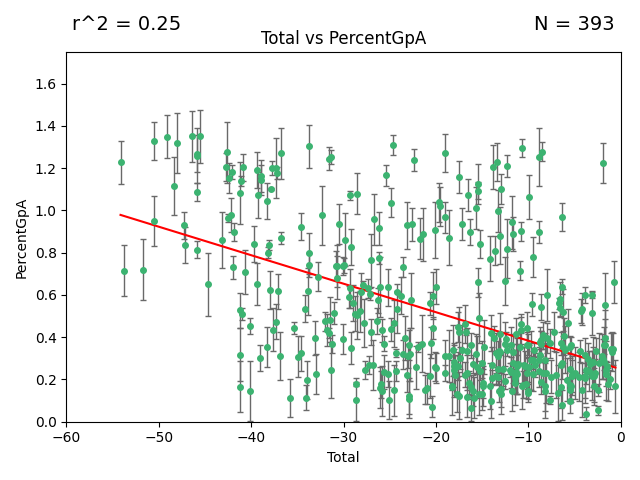 r^2 = 0.25
N = 393
Total vs PercentGpA
PercentGpA
1.6
1.4
1.2
1.0
0.8
0.6
0.4
0.2
0.0
−60 −50 −40 −30 −20 −10 0
Total